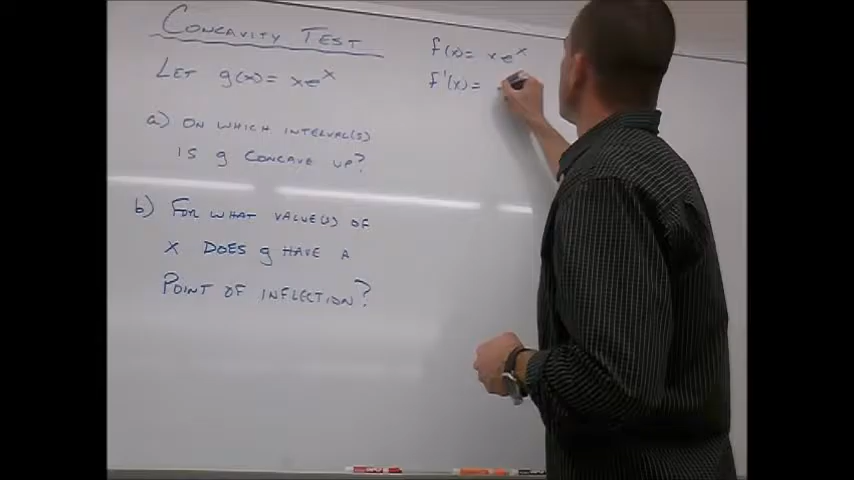 CONCAVITY TEST
LET g(x) = xe^x
a) ON WHICH INTERVAL(S)
IS g CONCAVE UP?
b) FOR WHAT VALUE(S) OF
X DOES g HAVE A
POINT OF INFLECTION?
f(x) = xe^x
f'(x) =